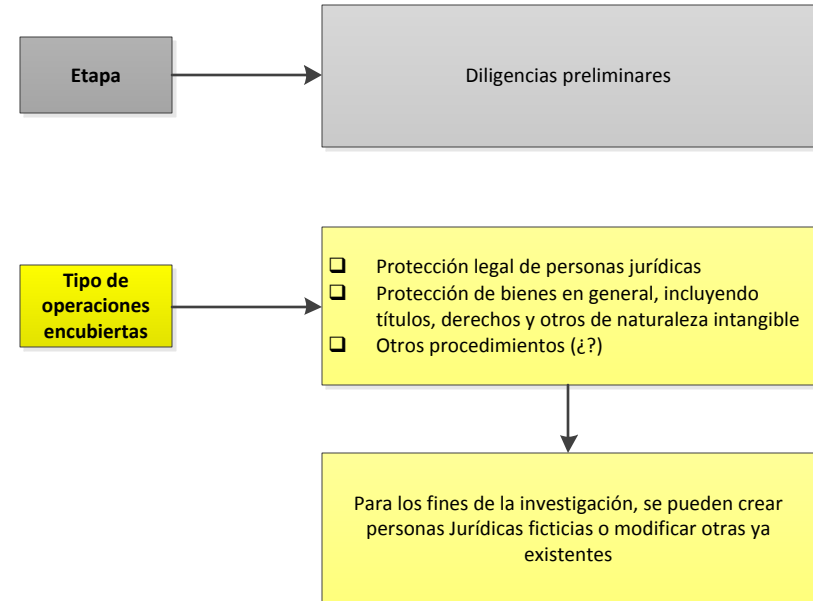 Etapa
Diligencias preliminares
Tipo de
operaciones
encubiertas
❑ Protección legal de personas jurídicas
❑ Protección de bienes en general, incluyendo
títulos, derechos y otros de naturaleza intangible
❑ Otros procedimientos (¿?)
Para los fines de la investigación, se pueden crear
personas Jurídicas ficticias o modificar otras ya
existentes